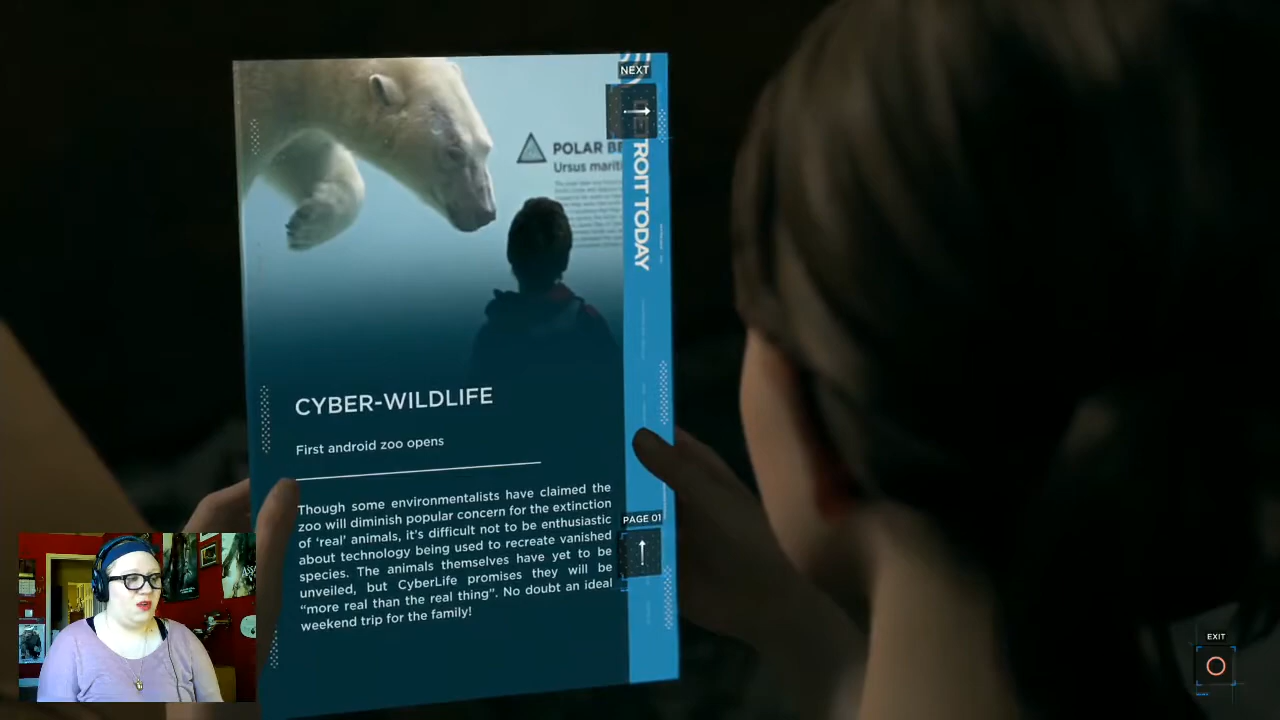 NEXT
POLAR
Ursus
ROIT TODAY
CYBER-WILDLIFE
First android zoo opens
Though some environmentalists have claimed the
zoo will diminish popular concern for the extinction
of ‘real’ animals, it’s difficult not to be enthusiastic
about technology being used to recreate vanished
species. The animals themselves have yet to be
unveiled, but CyberLife promises they will be
“more real than the real thing”. No doubt an ideal
weekend trip for the family!
PAGE 01
EXIT